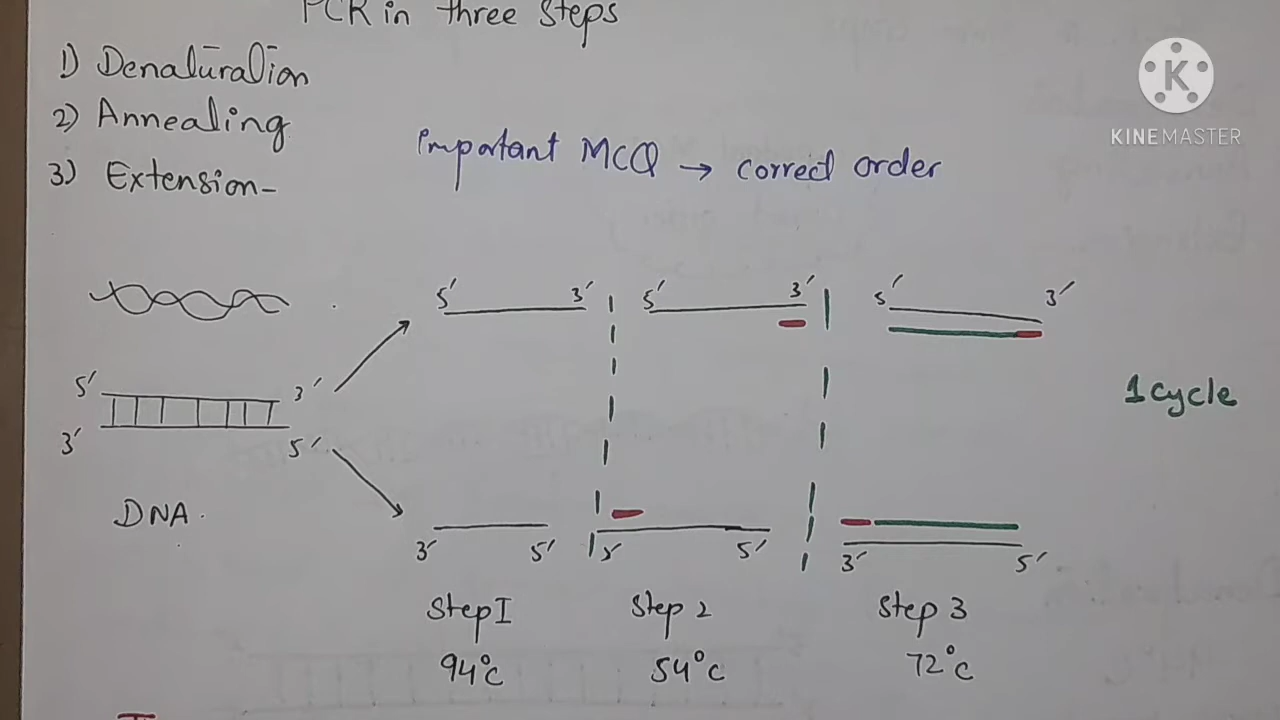 PCR in three steps
1) Denaturation
2) Annealing
3) Extension-
Impotant MCQ → correct order
K
KINEMASTER
5' 3' 5' 3' 5' 3'
5' 3'
3' 5'
1 cycle
DNA.
3' 5' 5' 3' 5'
Step I Step 2 Step 3
94°c 54°c 72°c